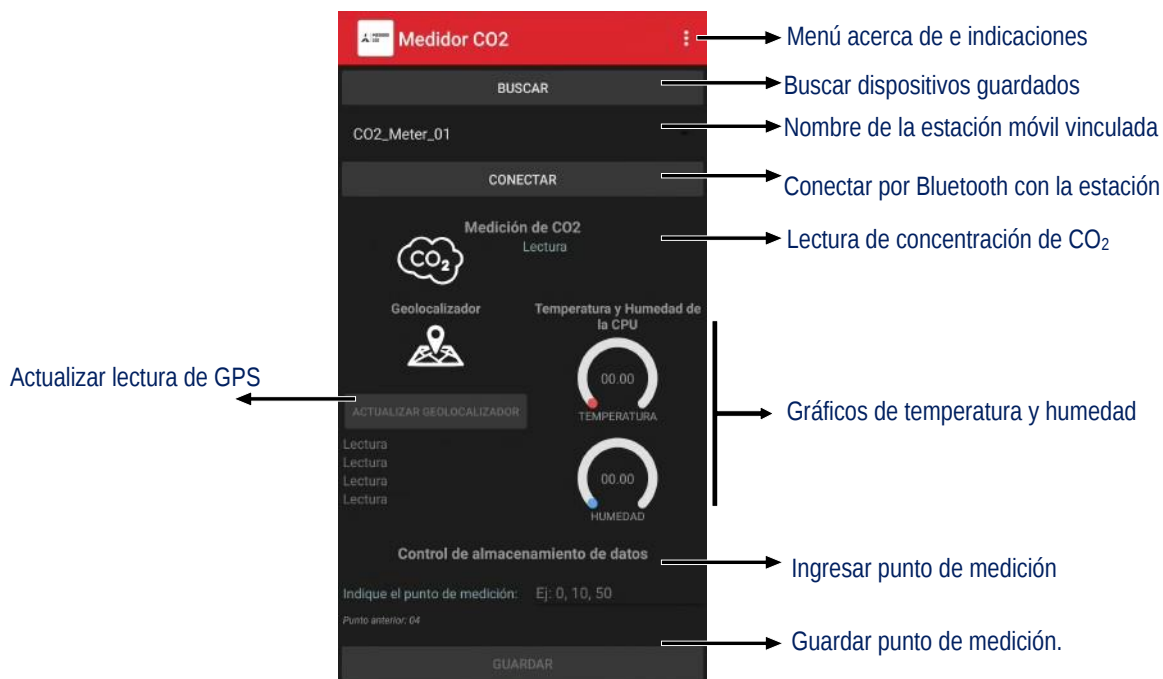 Medidor CO2
Menú acerca de e indicaciones
BUSCAR
Buscar dispositivos guardados
CO2_Meter_01
Nombre de la estación móvil vinculada
CONECTAR
Conectar por Bluetooth con la estación
Medición de CO2
Lectura
CO2
Lectura de concentración de CO2
Geolocalizador
Temperatura y Humedad de
la CPU
Actualizar lectura de GPS
ACTUALIZAR GEOLOCALIZADOR
00.00
TEMPERATURA
Gráficos de temperatura y humedad
Lectura
Lectura
Lectura
Lectura
00.00
HUMEDAD
Control de almacenamiento de datos
Ingresar punto de medición
Indique el punto de medición: Ej: 0, 10, 50
Punto anterior: 04
Guardar punto de medición.
GUARDAR